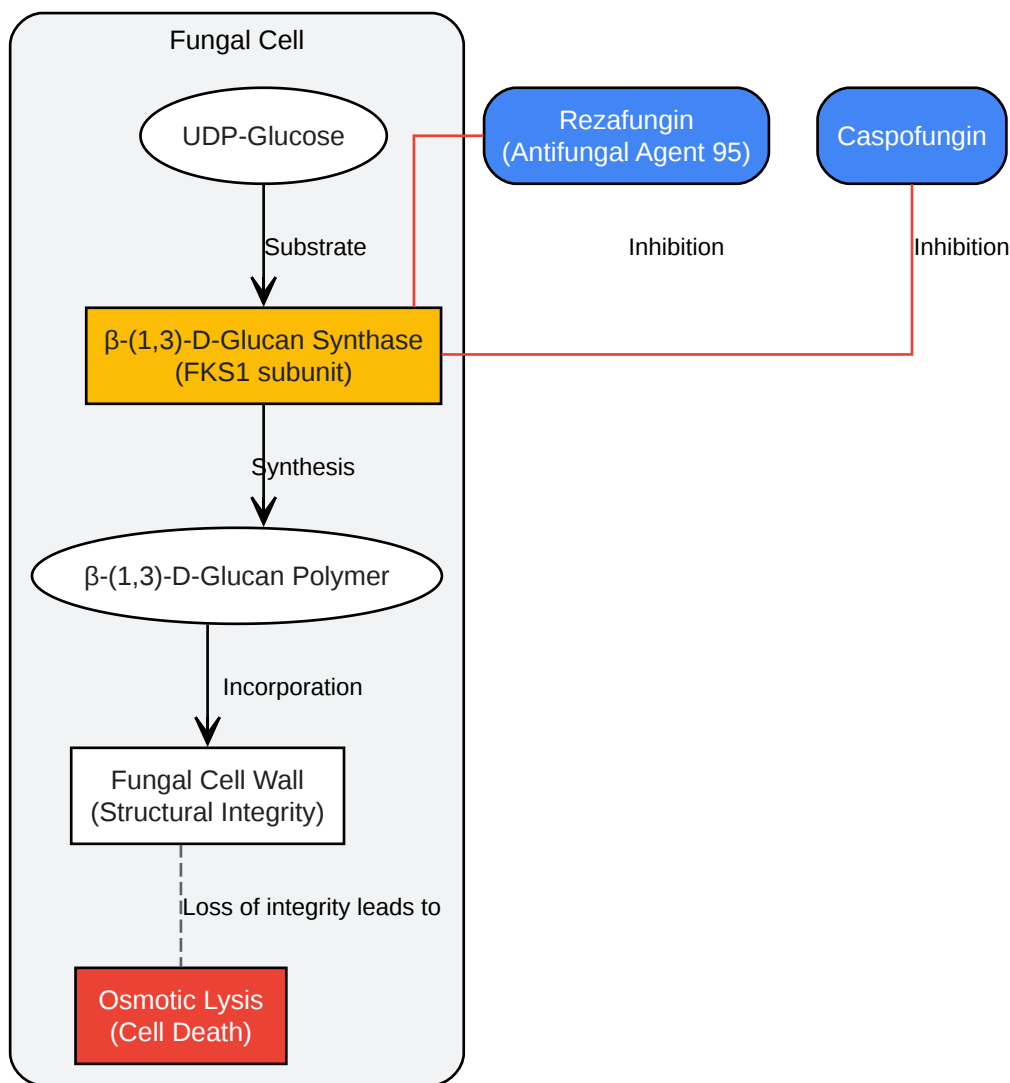 Fungal Cell
UDP-Glucose
Rezafungin
(Antifungal Agent 95)
Caspofungin
Substrate
Inhibition
Inhibition
β-(1,3)-D-Glucan Synthase
(FKS1 subunit)
Synthesis
β-(1,3)-D-Glucan Polymer
Incorporation
Fungal Cell Wall
(Structural Integrity)
Loss of integrity leads to
Osmotic Lysis
(Cell Death)